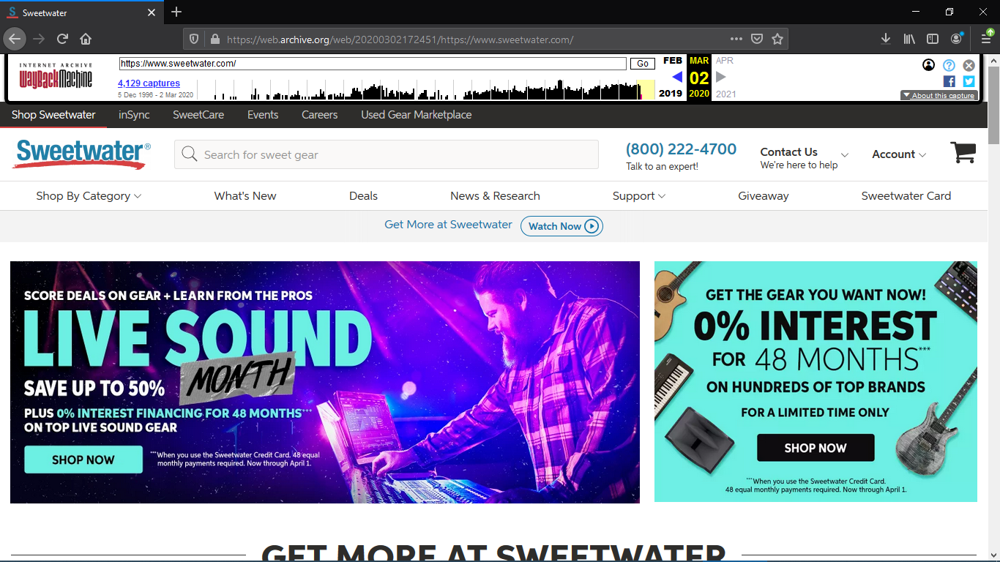 Sweetwater
https://web.archive.org/web/20200302172451/https://www.sweetwater.com/
INTERNET ARCHIVE
WayBackMachine
https://www.sweetwater.com/
Go
FEB
MAR
APR
4,129 captures
02
5 Dec 1996 - 2 Mar 2020
2019
2020
2021
About this capture
Shop Sweetwater
inSync
SweetCare
Events
Careers
Used Gear Marketplace
Sweetwater®
Search for sweet gear
(800) 222-4700
Talk to an expert!
Contact Us
We're here to help
Account
Shop By Category
What's New
Deals
News & Research
Support
Giveaway
Sweetwater Card
Get More at Sweetwater
Watch Now
SCORE DEALS ON GEAR + LEARN FROM THE PROS
LIVE SOUND
MONTH
SAVE UP TO 50%
PLUS 0% INTEREST FINANCING FOR 48 MONTHS***
ON TOP LIVE SOUND GEAR
SHOP NOW
***When you use the Sweetwater Credit Card. 48 equal
monthly payments required. Now through April 1.
GET THE GEAR YOU WANT NOW!
0% INTEREST
FOR 48 MONTHS***
ON HUNDREDS OF TOP BRANDS
FOR A LIMITED TIME ONLY
SHOP NOW
***When you use the Sweetwater Credit Card.
48 equal monthly payments required. Now through April 1.
GET MORE AT SWEETWATER